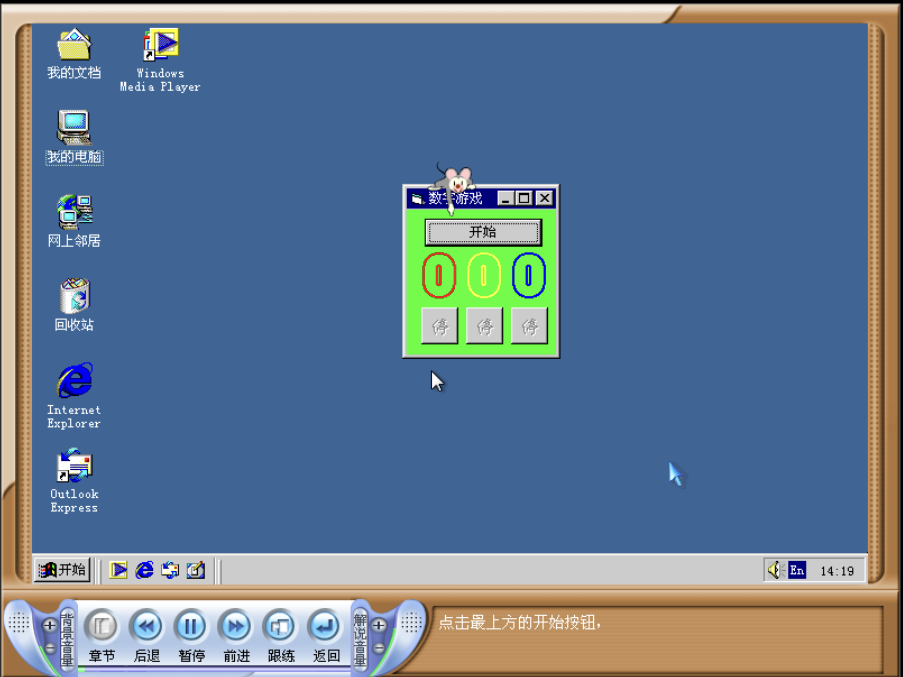 我的文档
Windows
Media Player
我的电脑
网上邻居
回收站
Internet
Explorer
Outlook
Express
数字游戏
开始
0 0 0
停 停 停
开始
En 14:19
背景音量
章节 后退 暂停 前进 跟练 返回
解说音量
点击最上方的开始按钮，